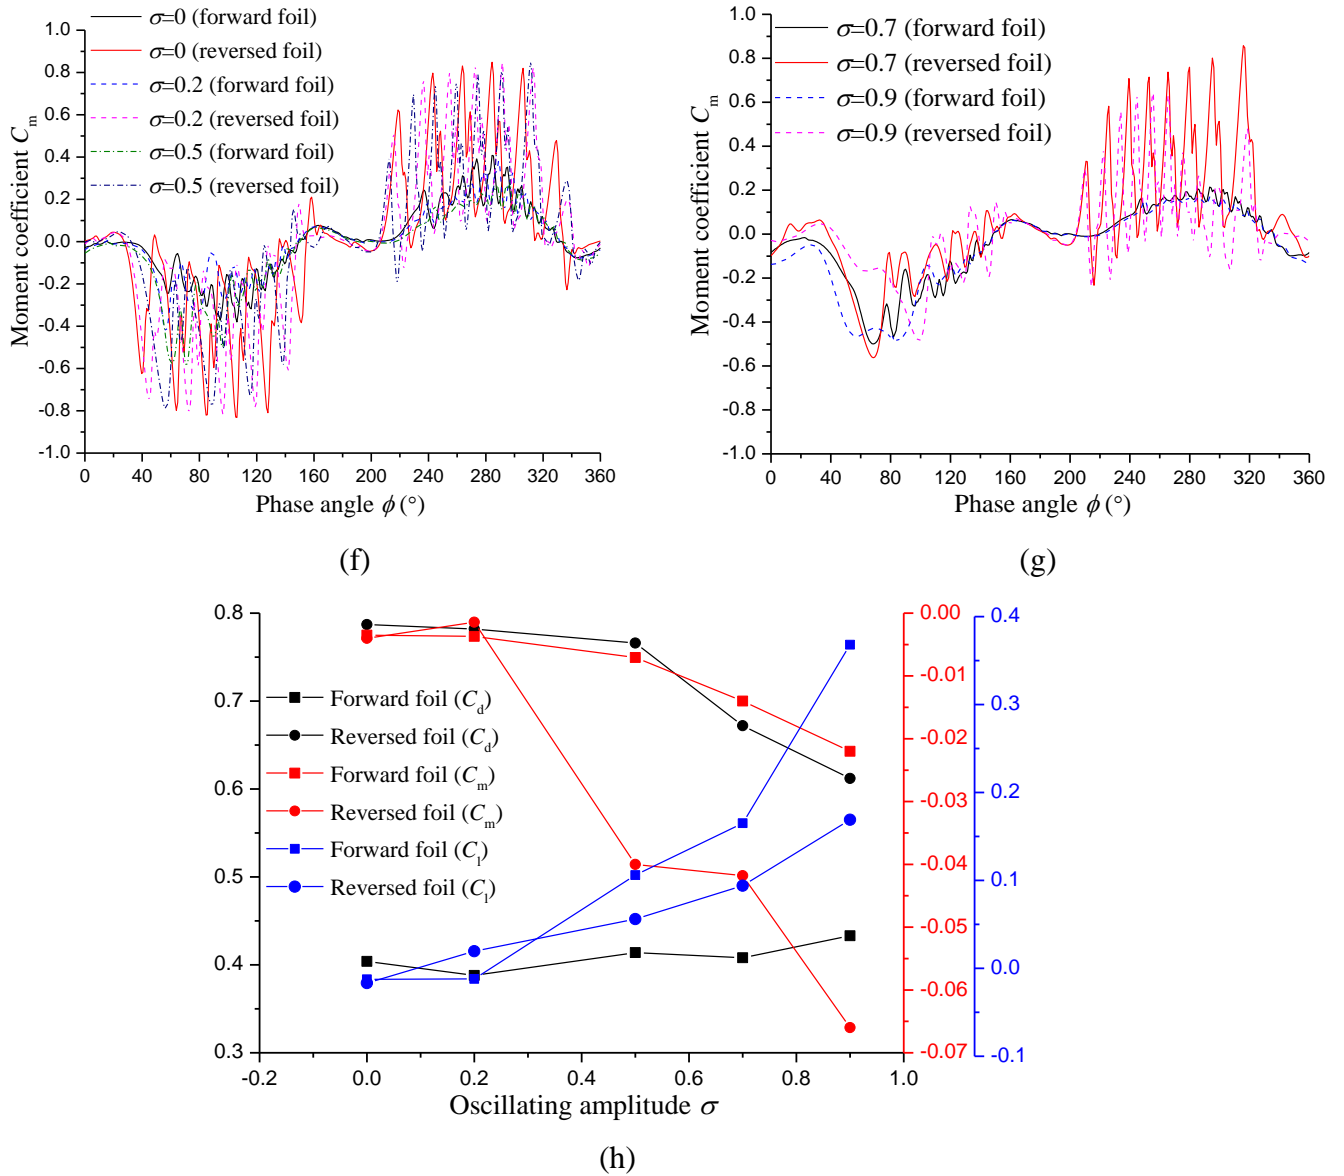 Moment coefficient Cm
1.0
0.8
0.6
0.4
0.2
0.0
-0.2
-0.4
-0.6
-0.8
-1.0
σ=0 (forward foil)
σ=0 (reversed foil)
σ=0.2 (forward foil)
σ=0.2 (reversed foil)
σ=0.5 (forward foil)
σ=0.5 (reversed foil)
0 40 80 120 160 200 240 280 320 360
Phase angle ϕ (°)
(f)
Moment coefficient Cm
1.0
0.8
0.6
0.4
0.2
0.0
-0.2
-0.4
-0.6
-0.8
-1.0
σ=0.7 (forward foil)
σ=0.7 (reversed foil)
σ=0.9 (forward foil)
σ=0.9 (reversed foil)
0 40 80 120 160 200 240 280 320 360
Phase angle ϕ (°)
(g)
0.8
0.7
0.6
0.5
0.4
0.3
Forward foil (Cd)
Reversed foil (Cd)
Forward foil (Cm)
Reversed foil (Cm)
Forward foil (Cl)
Reversed foil (Cl)
0.00
-0.01
-0.02
-0.03
-0.04
-0.05
-0.06
-0.07
0.4
0.3
0.2
0.1
0.0
-0.1
-0.2 0.0 0.2 0.4 0.6 0.8 1.0
Oscillating amplitude σ
(h)